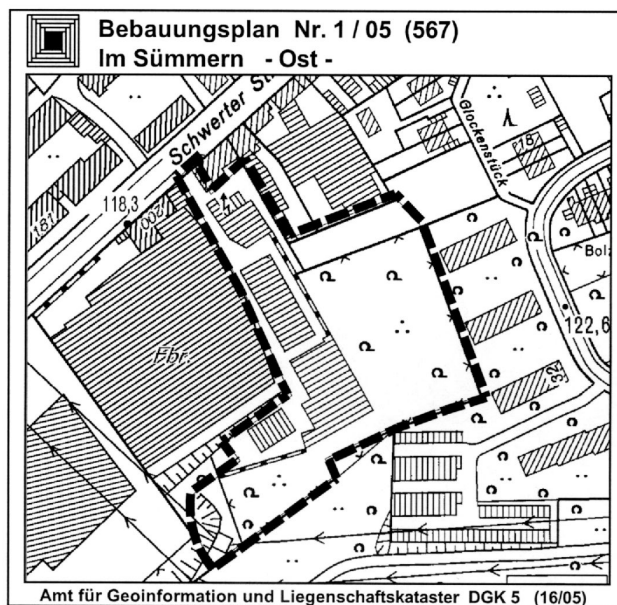 Bebauungsplan Nr. 1 / 05 (567)
Im Sümmern - Ost -
Schwerter St
Glockenstück
118,3
200
181
18
Fbr.
Bolz
122,6
32
Amt für Geoinformation und Liegenschaftskataster DGK 5 (16/05)